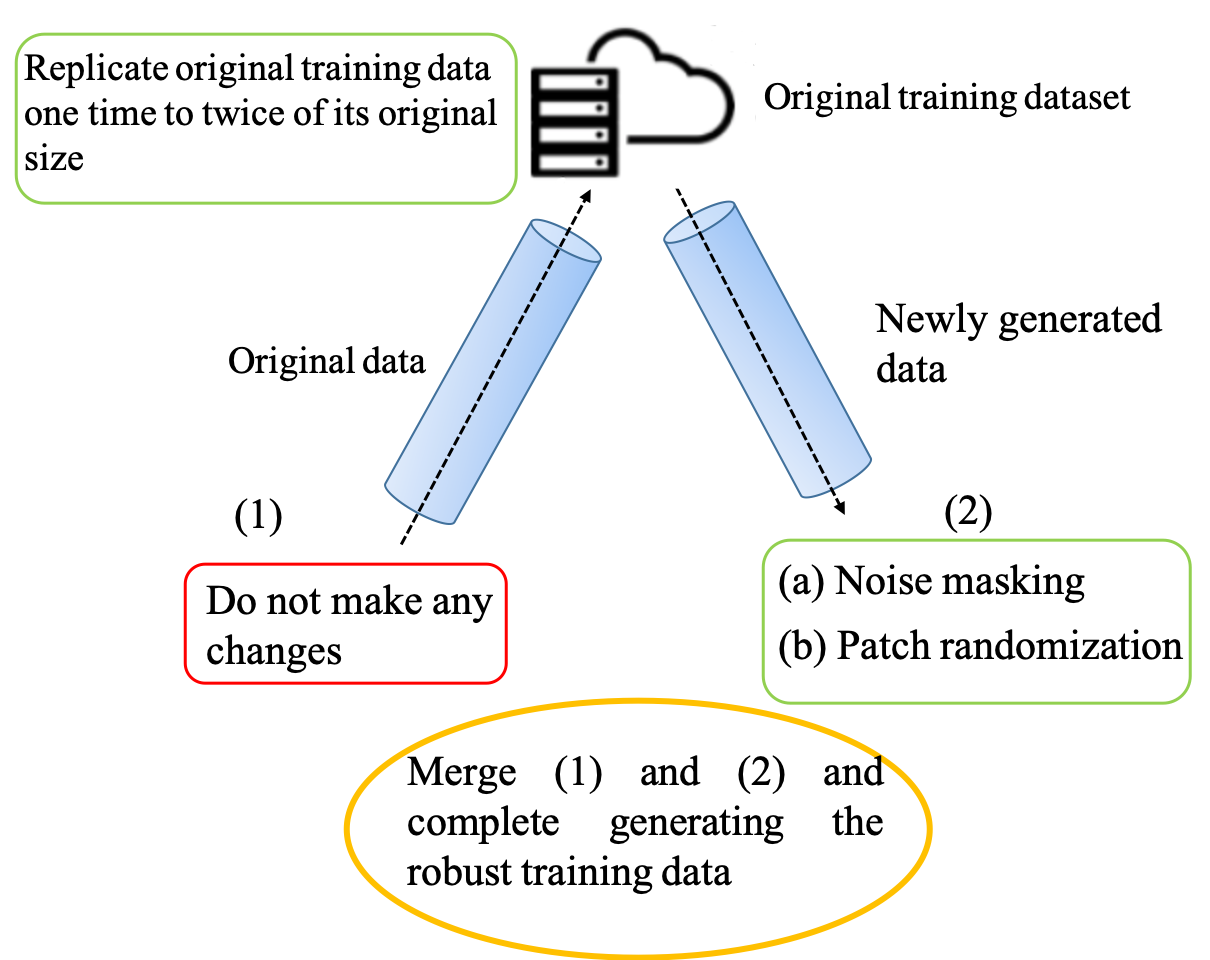 Replicate original training data
one time to twice of its original
size
Original training dataset
Original data
Newly generated
data
(1)
(2)
Do not make any
changes
(a) Noise masking
(b) Patch randomization
Merge (1) and (2) and
complete generating the
robust training data